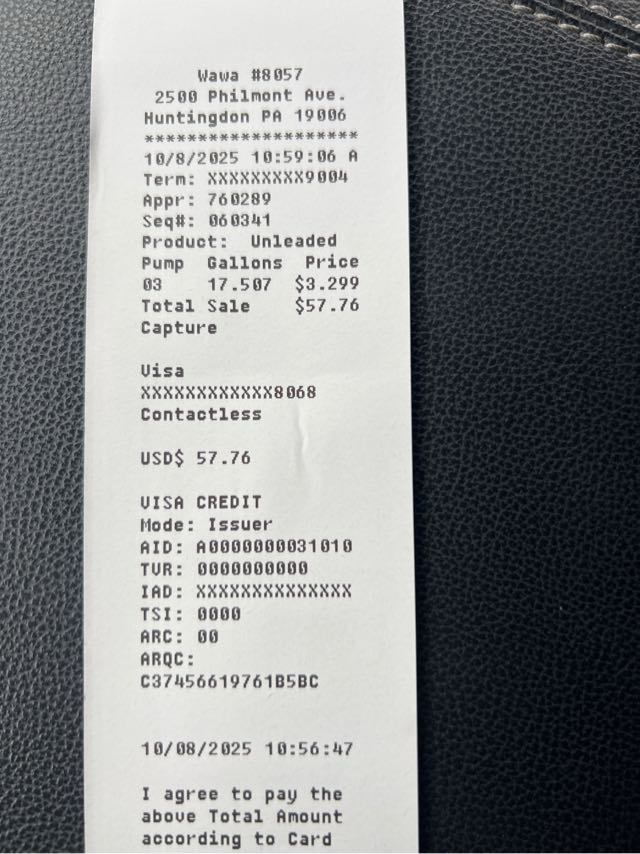 Wawa #8057
2500 Philmont Ave.
Huntingdon PA 19006
********************
10/8/2025 10:59:06 A
Term: XXXXXXXXX9004
Appr: 760289
Seq#: 060341
Product:  Unleaded
Pump  Gallons  Price
03    17.507  $3.299
Total Sale    $57.76
Capture
Visa
XXXXXXXXXXXX8068
Contactless
USD$ 57.76
VISA CREDIT
Mode: Issuer
AID: A0000000031010
TVR: 0000000000
IAD: XXXXXXXXXXXXXX
TSI: 0000
ARC: 00
ARQC:
C37456619761B5BC
10/08/2025 10:56:47
I agree to pay the
above Total Amount
according to Card